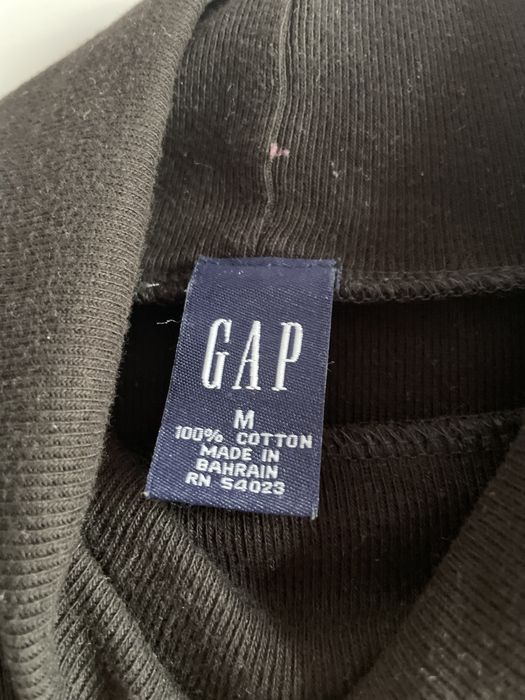 GAP
M
100% COTTON
MADE IN
BAHRAIN
RN 54023